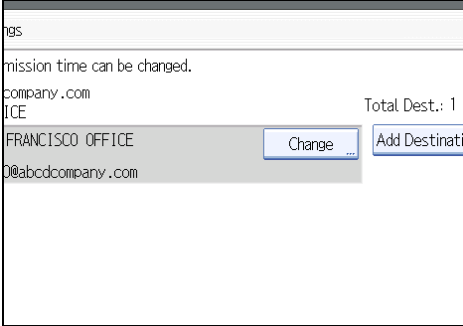 ngs
mission time can be changed.
company.com
ICE
Total Dest.: 1
FRANCISCO OFFICE
Change
Add Destinati
O@abcdcompany.com